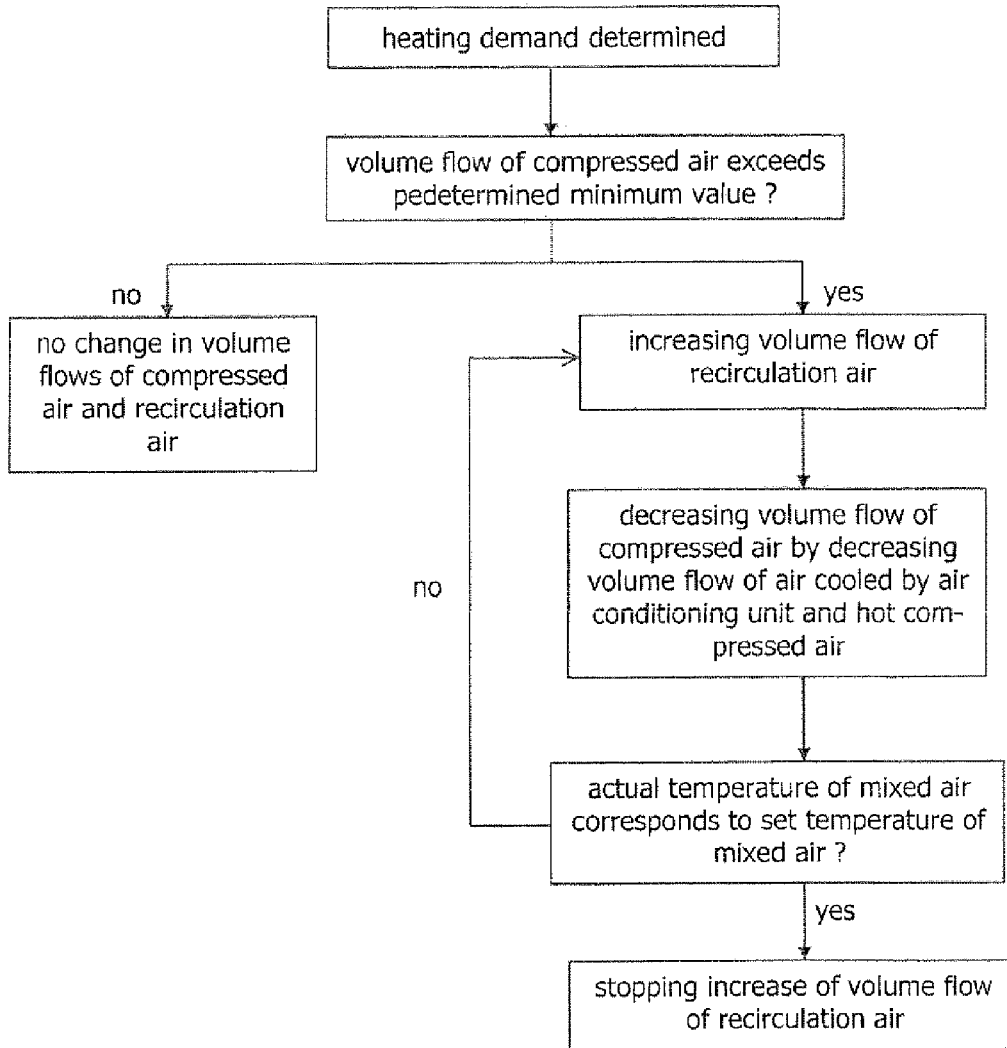 heating demand determined
volume flow of compressed air exceeds
pedetermined minimum value ?
no
yes
no change in volume
flows of compressed
air and recirculation
air
increasing volume flow of
recirculation air
decreasing volume flow of
compressed air by decreasing
volume flow of air cooled by air
conditioning unit and hot com-
pressed air
no
actual temperature of mixed air
corresponds to set temperature of
mixed air ?
yes
stopping increase of volume flow
of recirculation air